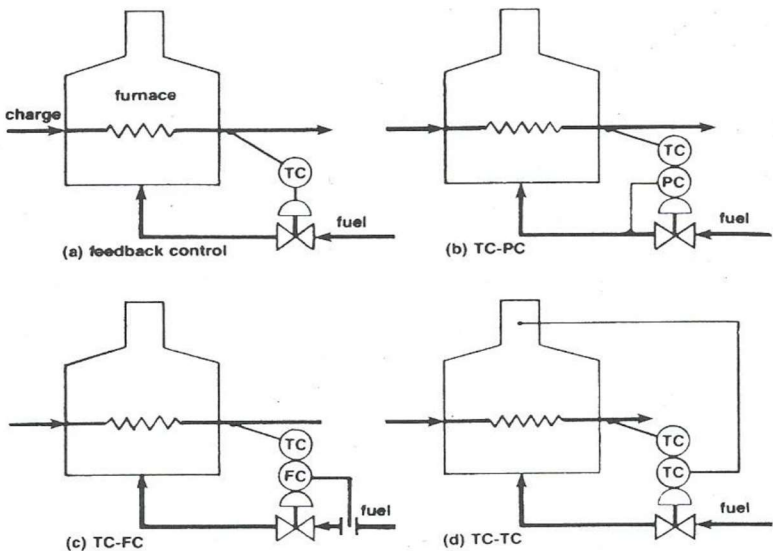 furnace
charge
TC
fuel
(a) feedback control
TC
PC
fuel
(b) TC-PC
TC
FC
fuel
(c) TC-FC
TC
TC
fuel
(d) TC-TC